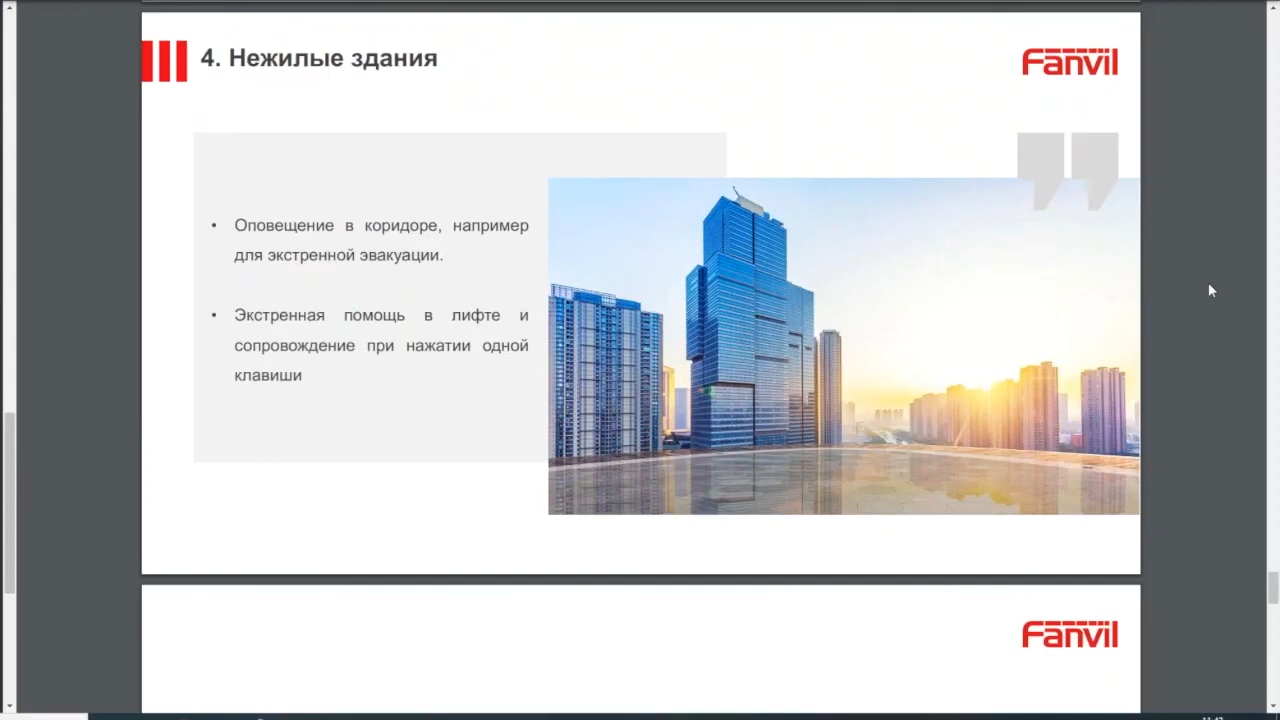 4. Нежилые здания
Fanvil
• Оповещение в коридоре, например
для экстренной эвакуации.
• Экстренная помощь в лифте и
сопровождение при нажатии одной
клавиши
Fanvil